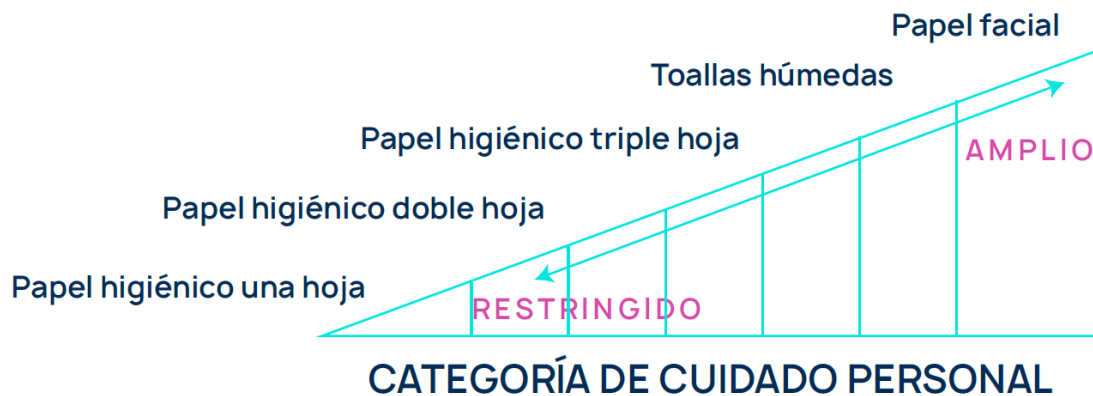 Papel facial
Toallas húmedas
Papel higiénico triple hoja
AMPLIO
Papel higiénico doble hoja
Papel higiénico una hoja
RESTRINGIDO
CATEGORÍA DE CUIDADO PERSONAL